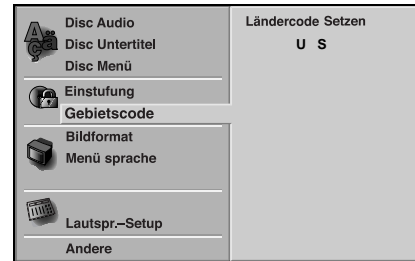 Disc Audio
Disc Untertitel
Disc Menü
Einstufung
Gebietscode
Bildformat
Menü sprache
Lautspr.–Setup
Andere
Ländercode Setzen
U S